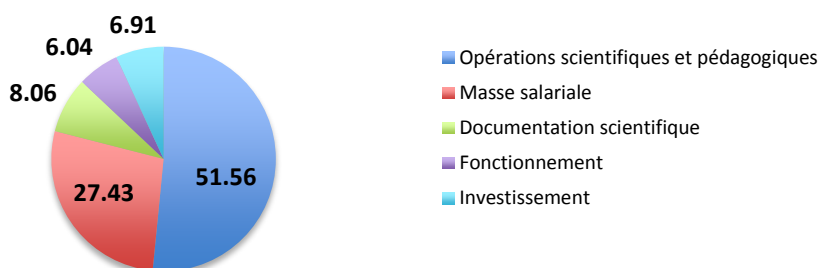 6.91
6.04
8.06
27.43
51.56
Opérations scientifiques et pédagogiques
Masse salariale
Documentation scientifique
Fonctionnement
Investissement